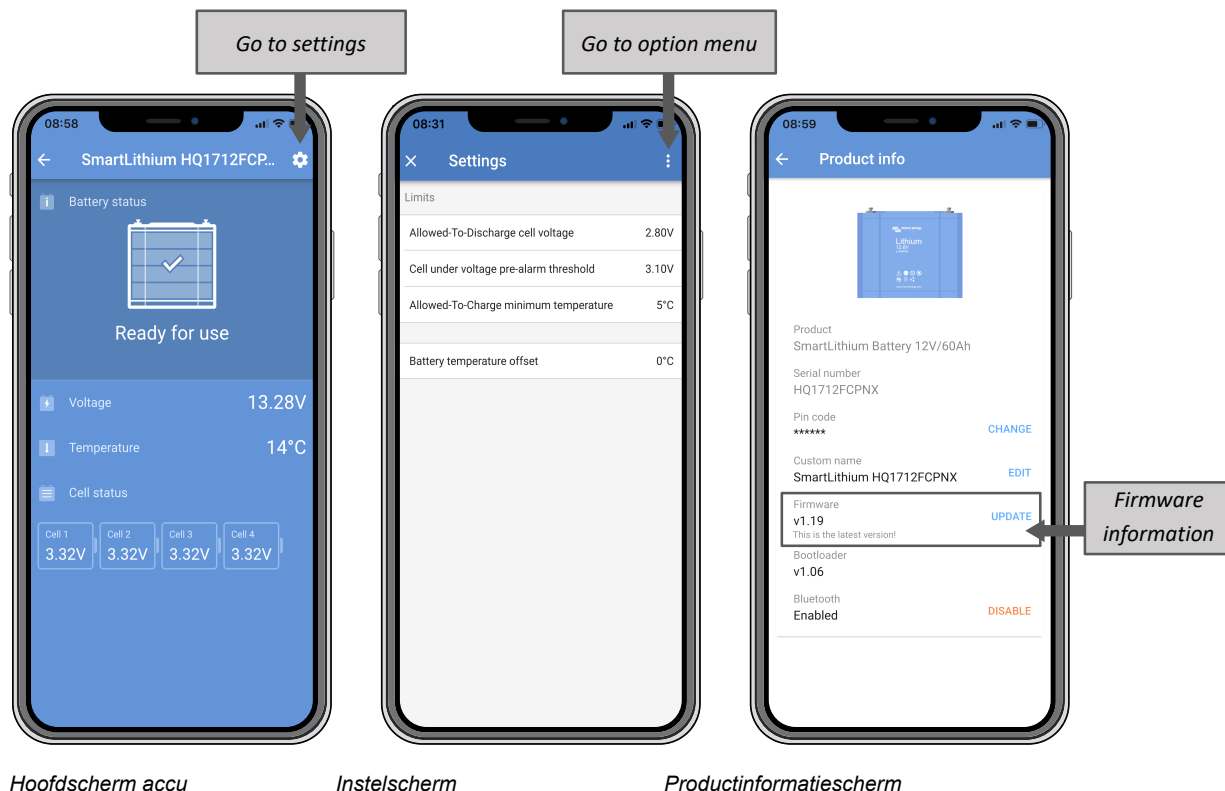 Go to settings
Go to option menu
08:58
SmartLithium HQ1712FCP...
Battery status
Ready for use
Voltage 13.28V
Temperature 14°C
Cell status
Cell 1 Cell 2 Cell 3 Cell 4
3.32V 3.32V 3.32V 3.32V
08:31
Settings
Limits
Allowed-To-Discharge cell voltage 2.80V
Cell under voltage pre-alarm threshold 3.10V
Allowed-To-Charge minimum temperature 5°C
Battery temperature offset 0°C
08:59
Product info
Lithium
12.8V
Product
SmartLithium Battery 12V/60Ah
Serial number
HQ1712FCPNX
Pin code
****** CHANGE
Custom name
SmartLithium HQ1712FCPNX EDIT
Firmware
v1.19 UPDATE
This is the latest version!
Bootloader
v1.06
Bluetooth
Enabled DISABLE
Firmware
information
Hoofdscherm accu
Instelscherm
Productinformatiescherm